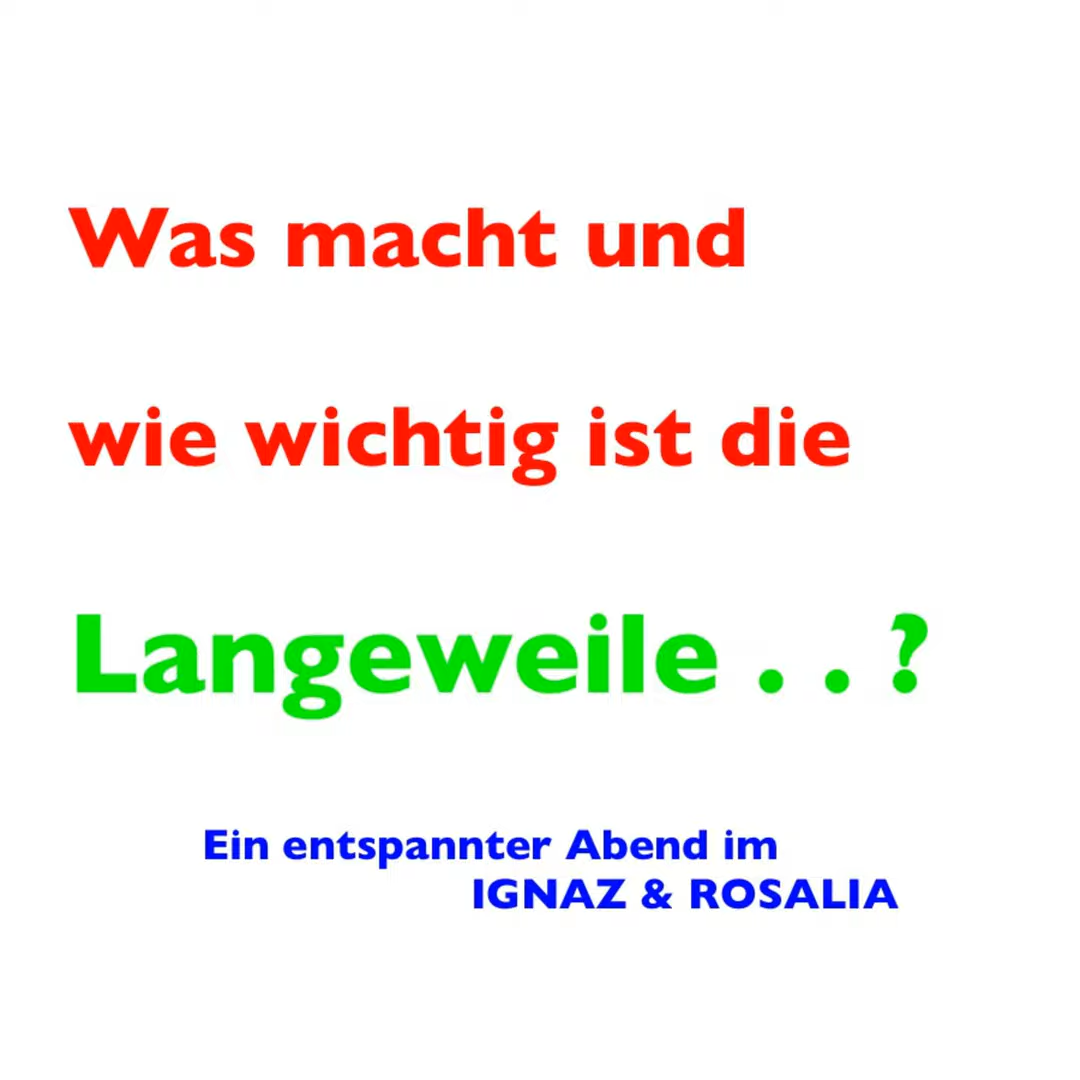 Was macht und
wie wichtig ist die
Langeweile . . ?
Ein entspannter Abend im
IGNAZ & ROSALIA